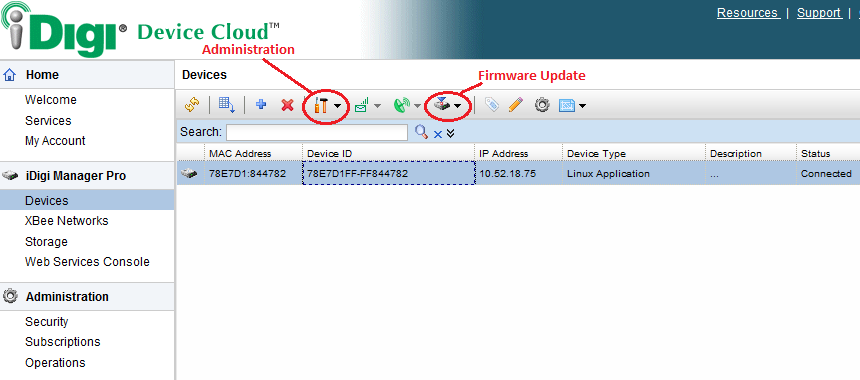 Resources | Support |
iDigi® Device Cloud™
Administration
Firmware Update
Home
Welcome
Services
My Account
iDigi Manager Pro
Devices
XBee Networks
Storage
Web Services Console
Administration
Security
Subscriptions
Operations
Devices
Search:
MAC Address Device ID IP Address Device Type Description Status
78E7D1:844782 78E7D1FF-FF844782 10.52.18.75 Linux Application ... Connected